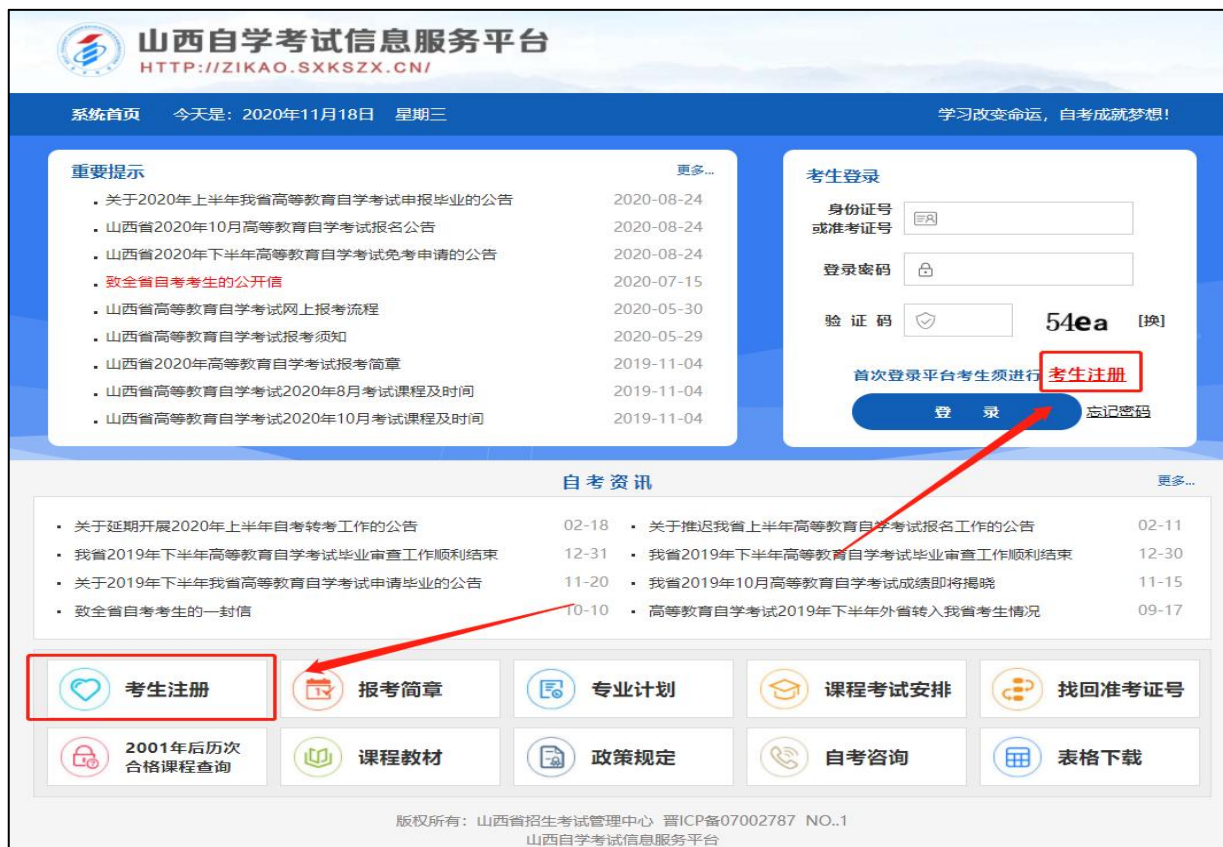 山西自学考试信息服务平台
HTTP://ZIKAO.SXKSZX.CN/
系统首页 今天是：2020年11月18日 星期三 学习改变命运，自考成就梦想！
重要提示 更多...
关于2020年上半年我省高等教育自学考试申报毕业的公告 2020-08-24
山西省2020年10月高等教育自学考试报名公告 2020-08-24
山西省2020年下半年高等教育自学考试免考申请的公告 2020-08-24
致全省自考考生的公开信 2020-07-15
山西省高等教育自学考试网上报考流程 2020-05-30
山西省高等教育自学考试报考须知 2020-05-29
山西省2020年高等教育自学考试报考简章 2019-11-04
山西省高等教育自学考试2020年8月考试课程及时间 2019-11-04
山西省高等教育自学考试2020年10月考试课程及时间 2019-11-04
考生登录
身份证号
或准考证号
登录密码
验 证 码 54ea [换]
首次登录平台考生须进行 考生注册
登 录 忘记密码
自 考 资 讯 更多...
关于延期开展2020年上半年自考转考工作的公告 02-18
关于推迟我省上半年高等教育自学考试报名工作的公告 02-11
我省2019年下半年高等教育自学考试毕业审查工作顺利结束 12-31
我省2019年下半年高等教育自学考试毕业审查工作顺利结束 12-30
关于2019年下半年我省高等教育自学考试申请毕业的公告 11-20
我省2019年10月高等教育自学考试成绩即将揭晓 11-15
致全省自考考生的一封信 10-10
高等教育自学考试2019年下半年外省转入我省考生情况 09-17
考生注册
报考简章
专业计划
课程考试安排
找回准考证号
2001年后历次
合格课程查询
课程教材
政策规定
自考咨询
表格下载
版权所有：山西省招生考试管理中心 晋ICP备07002787 NO..1
山西自学考试信息服务平台